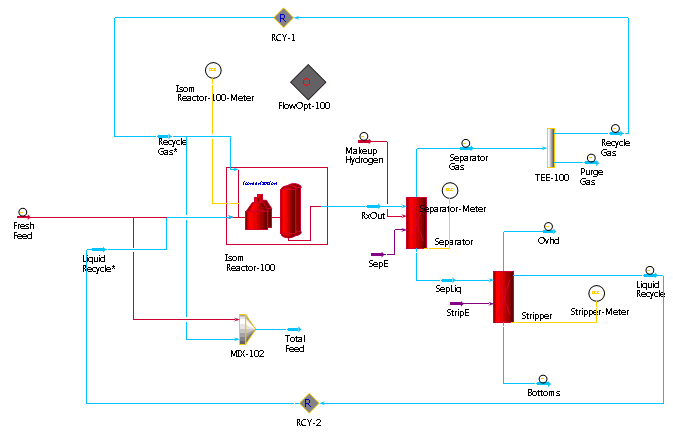 R
RCY-1
Isom
Reactor-100-Meter
FlowOpt-100
Recycle
Gas*
Makeup
Hydrogen
Separator
Gas
TEE-100
Recycle
Gas
Purge
Gas
RxOut
Separator-Meter
Separator
Fresh
Feed
Liquid
Recycle*
Isom
Reactor-100
SepE
Ovhd
SepLiq
StripE
Stripper
Liquid
Recycle
Stripper-Meter
MIX-102
Total
Feed
Bottoms
R
RCY-2